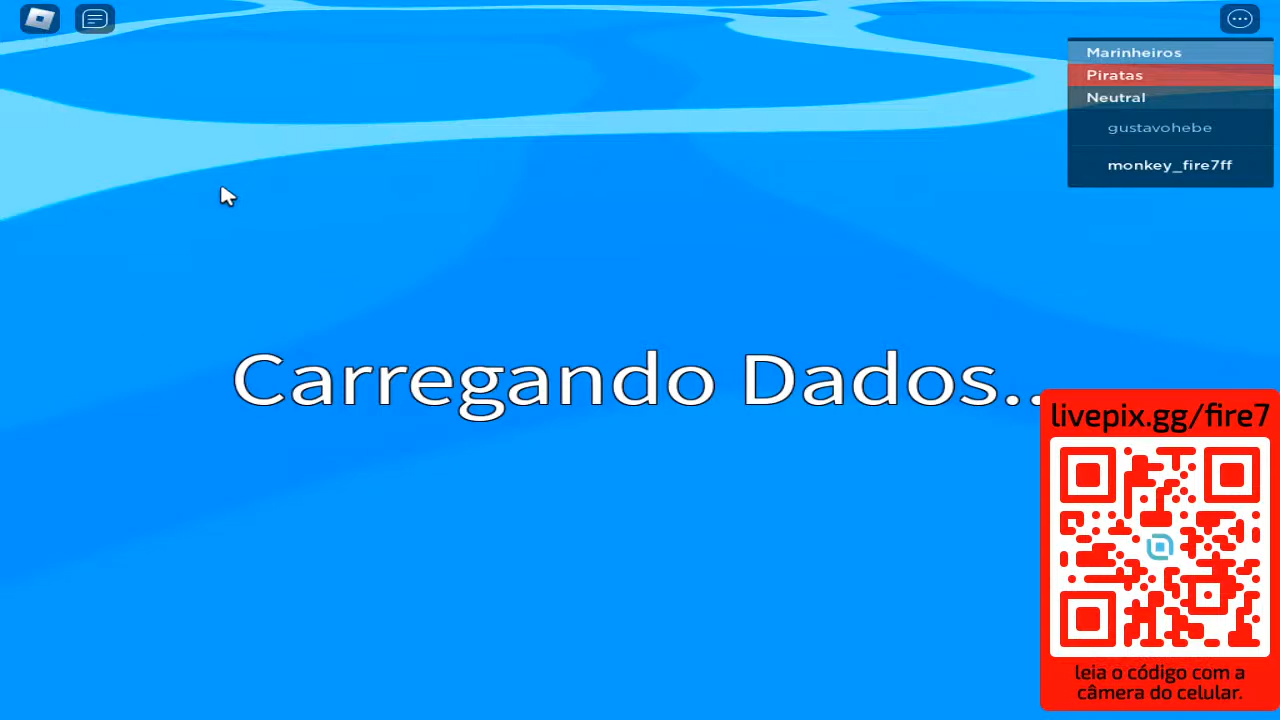 Marinheiros
Piratas
Neutral
gustavohebe
monkey_fire7ff
Carregando Dados..
livepix.gg/fire7
leia o código com a
câmera do celular.